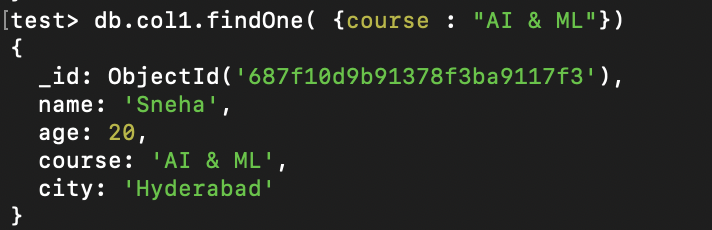 [test> db.col1.findOne( {course : "AI & ML"})
{
  _id: ObjectId('687f10d9b91378f3ba9117f3'),
  name: 'Sneha',
  age: 20,
  course: 'AI & ML',
  city: 'Hyderabad'
}